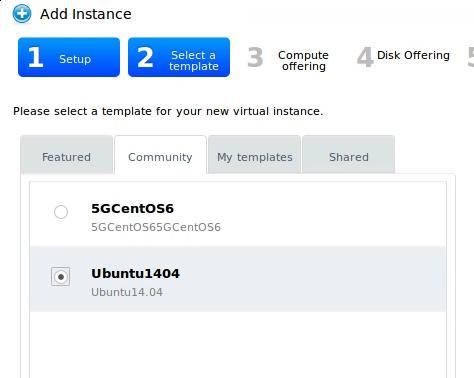 Add Instance
1 Setup 2 Select a template 3 Compute offering 4 Disk Offering 5
Please select a template for your new virtual instance.
Featured Community My templates Shared
5GCentOS6
5GCentOS65GCentOS6
Ubuntu1404
Ubuntu14.04